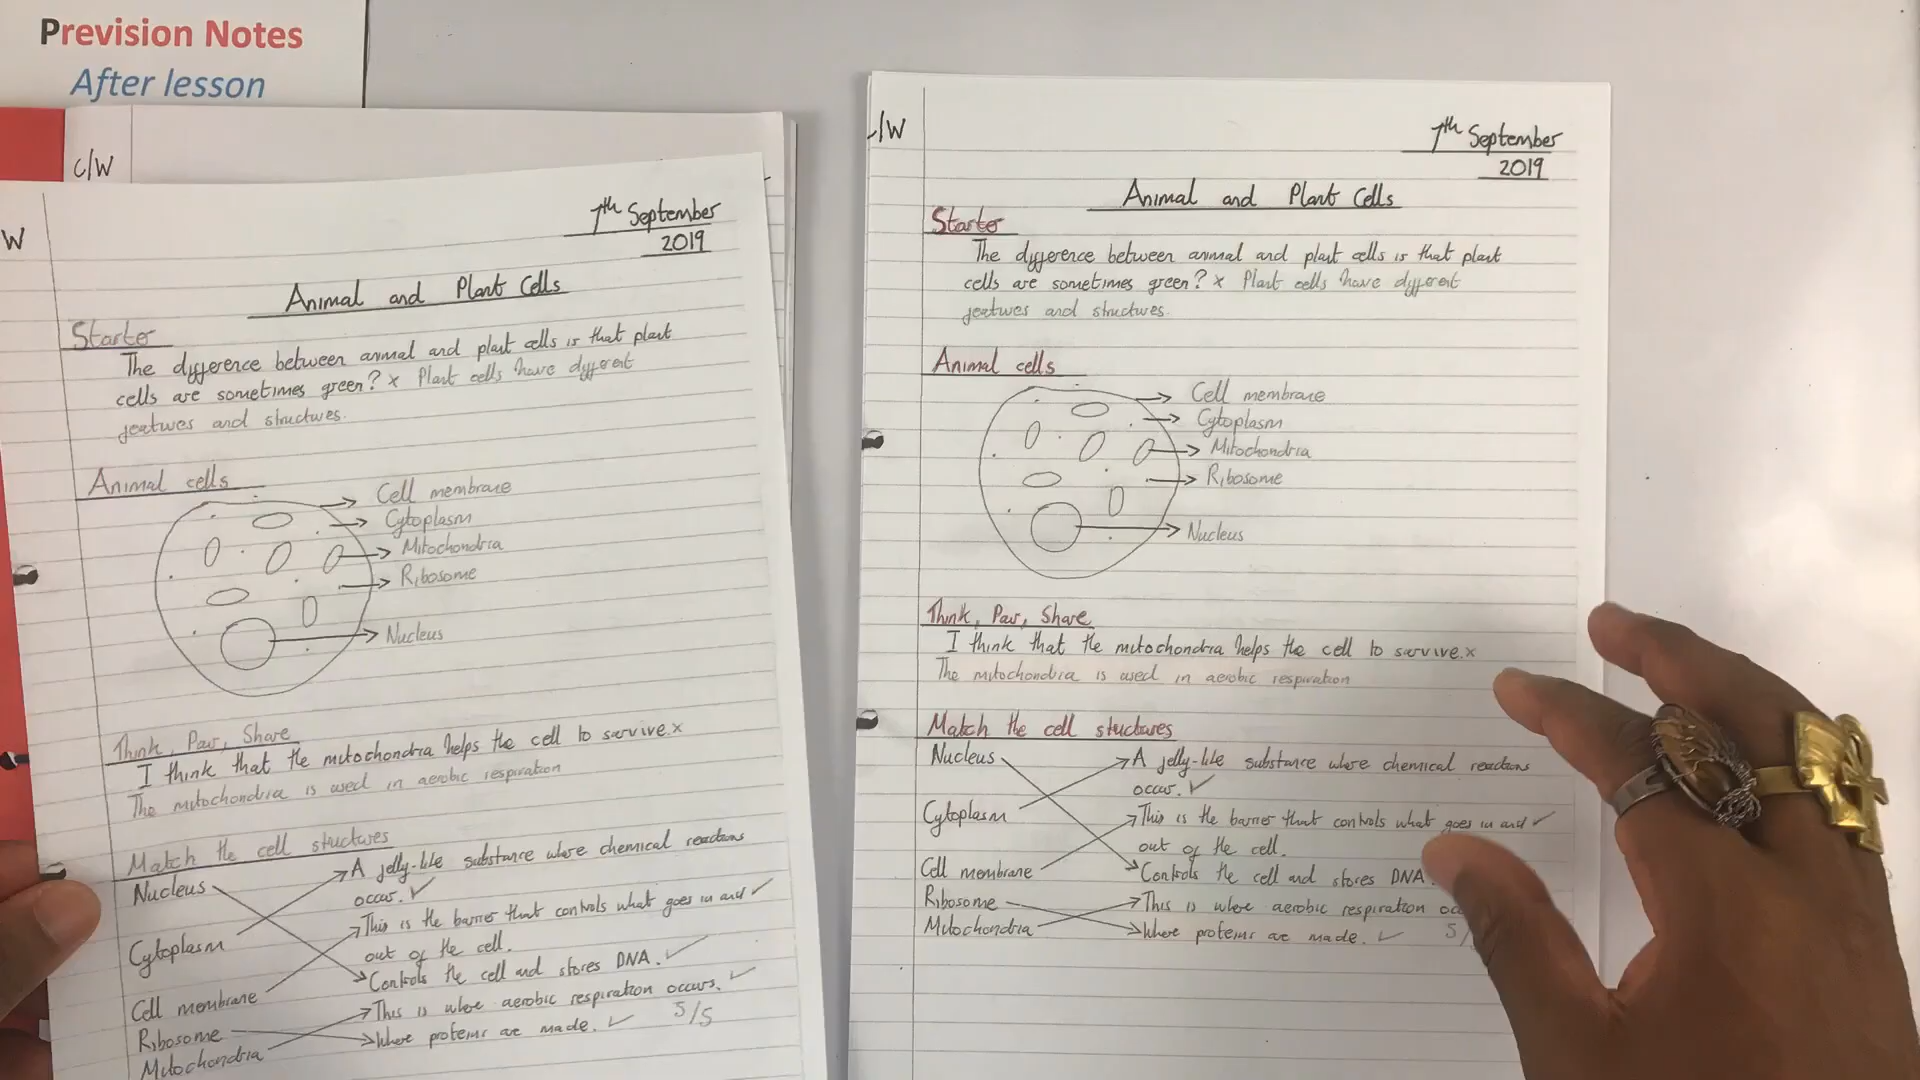 Prevision Notes
After lesson
C/W
W
7th September
2019
Animal and Plant Cells
Starter
The difference between animal and plant cells is that plant
cells are sometimes green? x Plant cells have different
features and structures.
Animal cells
Cell membrane
Cytoplasm
Mitochondria
Ribosome
Nucleus
Think, Pair, Share
I think that the mitochondria helps the cell to survive. x
The mitochondria is used in aerobic respiration
Match the cell structures
Nucleus
A jelly-like substance where chemical reactions
occur. ✓
Cytoplasm
This is the barrier that controls what goes in and ✓
out of the cell.
Cell membrane
Controls the cell and stores DNA. ✓
Ribosome
This is where aerobic respiration occurs. ✓
Mitochondria
Where proteins are made. ✓ 5/5
C/W
7th September
2019
Animal and Plant Cells
Starter
The difference between animal and plant cells is that plant
cells are sometimes green? x Plant cells have different
features and structures.
Animal cells
Cell membrane
Cytoplasm
Mitochondria
Ribosome
Nucleus
Think, Pair, Share
I think that the mitochondria helps the cell to survive. x
The mitochondria is used in aerobic respiration
Match the cell structures
Nucleus
A jelly-like substance where chemical reactions
occur. ✓
Cytoplasm
This is the barrier that controls what goes in and ✓
out of the cell.
Cell membrane
Controls the cell and stores DNA.
Ribosome
This is where aerobic respiration
Mitochondria
Where proteins are made. ✓ 5/